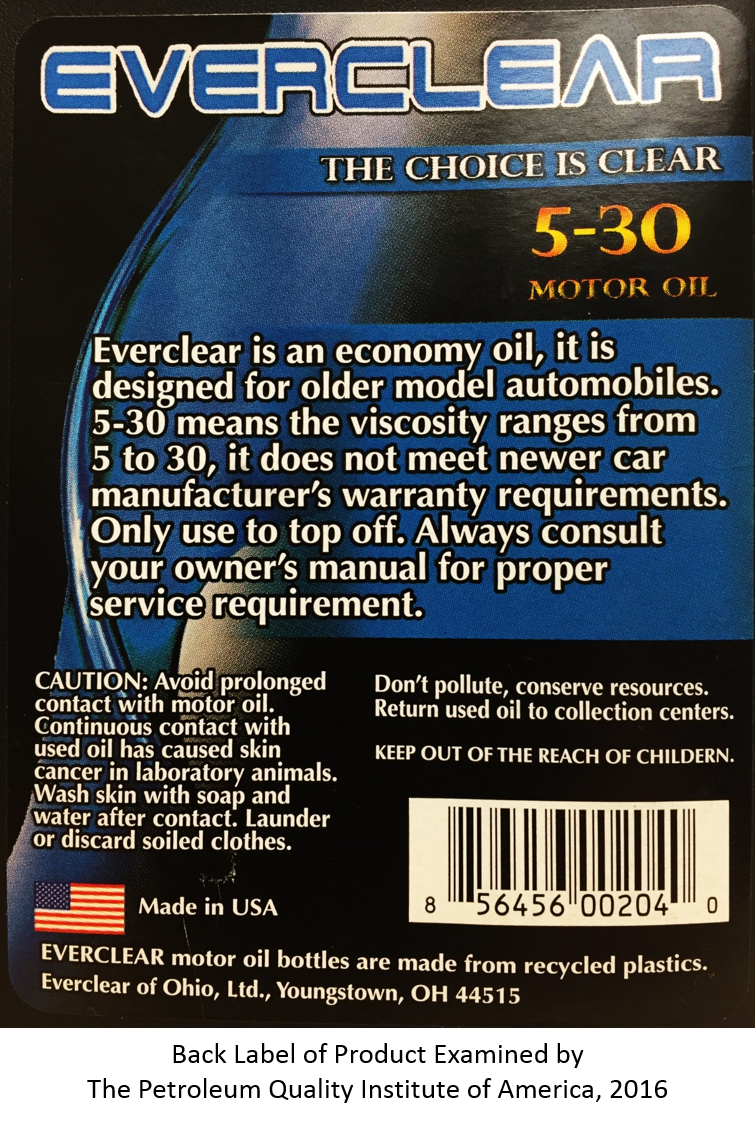 EVERCLEAR
THE CHOICE IS CLEAR
5-30
MOTOR OIL
Everclear is an economy oil, it is
designed for older model automobiles.
5-30 means the viscosity ranges from
5 to 30, it does not meet newer car
manufacturer's warranty requirements.
Only use to top off. Always consult
your owner's manual for proper
service requirement.
CAUTION: Avoid prolonged
contact with motor oil.
Continuous contact with
used oil has caused skin
cancer in laboratory animals.
Wash skin with soap and
water after contact. Launder
or discard soiled clothes.
Don't pollute, conserve resources.
Return used oil to collection centers.
KEEP OUT OF THE REACH OF CHILDERN.
8 56456 00204 0
Made in USA
EVERCLEAR motor oil bottles are made from recycled plastics.
Everclear of Ohio, Ltd., Youngstown, OH 44515
Back Label of Product Examined by
The Petroleum Quality Institute of America, 2016